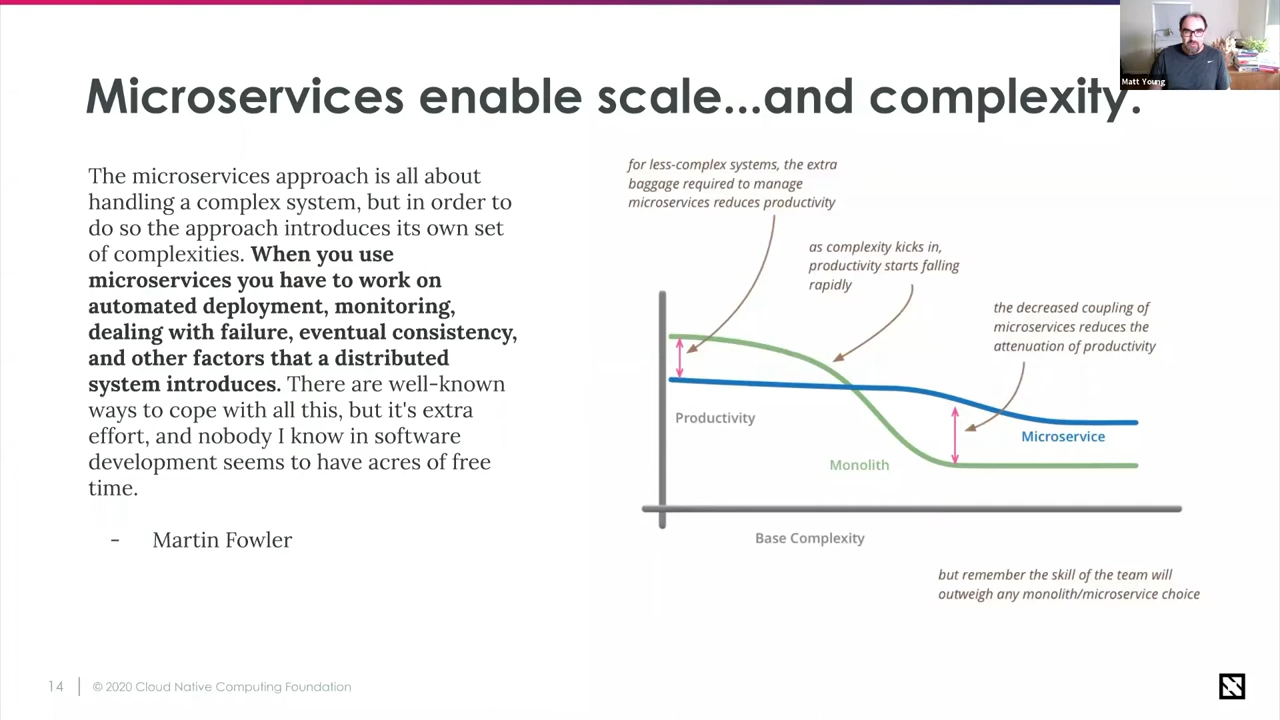 Matt Young
Microservices enable scale...and complexity.
The microservices approach is all about
handling a complex system, but in order to
do so the approach introduces its own set
of complexities. When you use
microservices you have to work on
automated deployment, monitoring,
dealing with failure, eventual consistency,
and other factors that a distributed
system introduces. There are well-known
ways to cope with all this, but it's extra
effort, and nobody I know in software
development seems to have acres of free
time.
- Martin Fowler
for less-complex systems, the extra
baggage required to manage
microservices reduces productivity
as complexity kicks in,
productivity starts falling
rapidly
the decreased coupling of
microservices reduces the
attenuation of productivity
Productivity
Microservice
Monolith
Base Complexity
but remember the skill of the team will
outweigh any monolith/microservice choice
14
© 2020 Cloud Native Computing Foundation